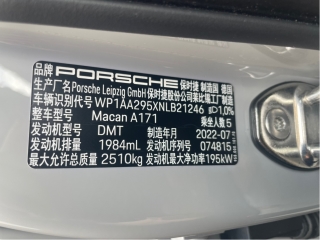 品牌 PORSCHE 保时捷 制造国 德国
生产厂名 Porsche Leipzig GmbH 保时捷股份公司莱比锡工厂制造
车辆识别代号 WP1AA295XNLB21246 1.0%
整车型号 Macan A171 乘坐人数 5
发动机型号 DMT 制造年月 2022-07
发动机排量 1984mL 发动机序列号 074815
最大允许总质量 2510kg 发动机最大净功率 195kW